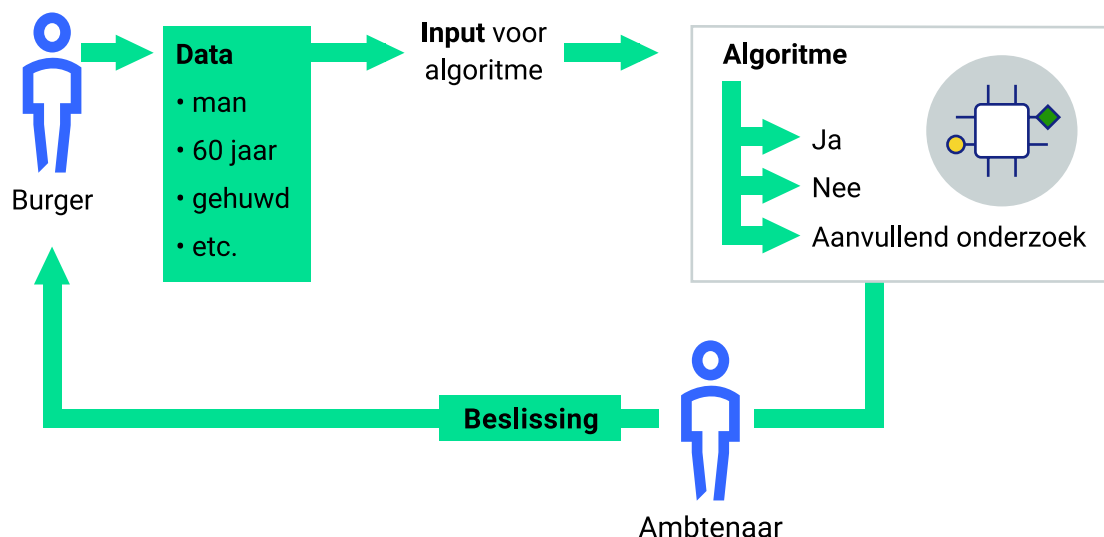 Burger
Data
• man
• 60 jaar
• gehuwd
• etc.
Input voor
algoritme
Algoritme
Ja
Nee
Aanvullend onderzoek
Ambtenaar
Beslissing